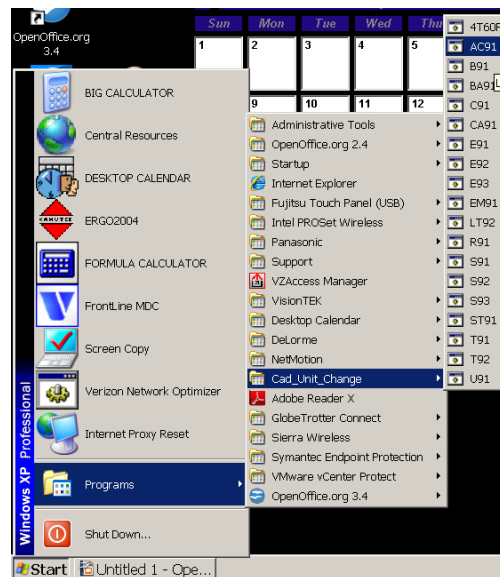 OpenOffice.org
3.4
Sun Mon Tue Wed Thu
1 2 3 4 5
9 10 11 12
BIG CALCULATOR
Central Resources
DESKTOP CALENDAR
KAMUTEK
ERGO2004
FORMULA CALCULATOR
FrontLine MDC
Screen Copy
Verizon Network Optimizer
Internet Proxy Reset
Programs
Shut Down...
Windows XP Professional
Start
Untitled 1 - Ope...
Administrative Tools
OpenOffice.org 2.4
Startup
Internet Explorer
Fujitsu Touch Panel (USB)
Intel PROSet Wireless
Panasonic
Support
VZAccess Manager
VisionTEK
Desktop Calendar
DeLorme
NetMotion
Cad_Unit_Change
Adobe Reader X
GlobeTrotter Connect
Sierra Wireless
Symantec Endpoint Protection
VMware vCenter Protect
OpenOffice.org 3.4
AC91
B91
BA91
C91
CA91
E91
E92
E93
EM91
LT92
R91
S91
S92
S93
ST91
T91
T92
U91